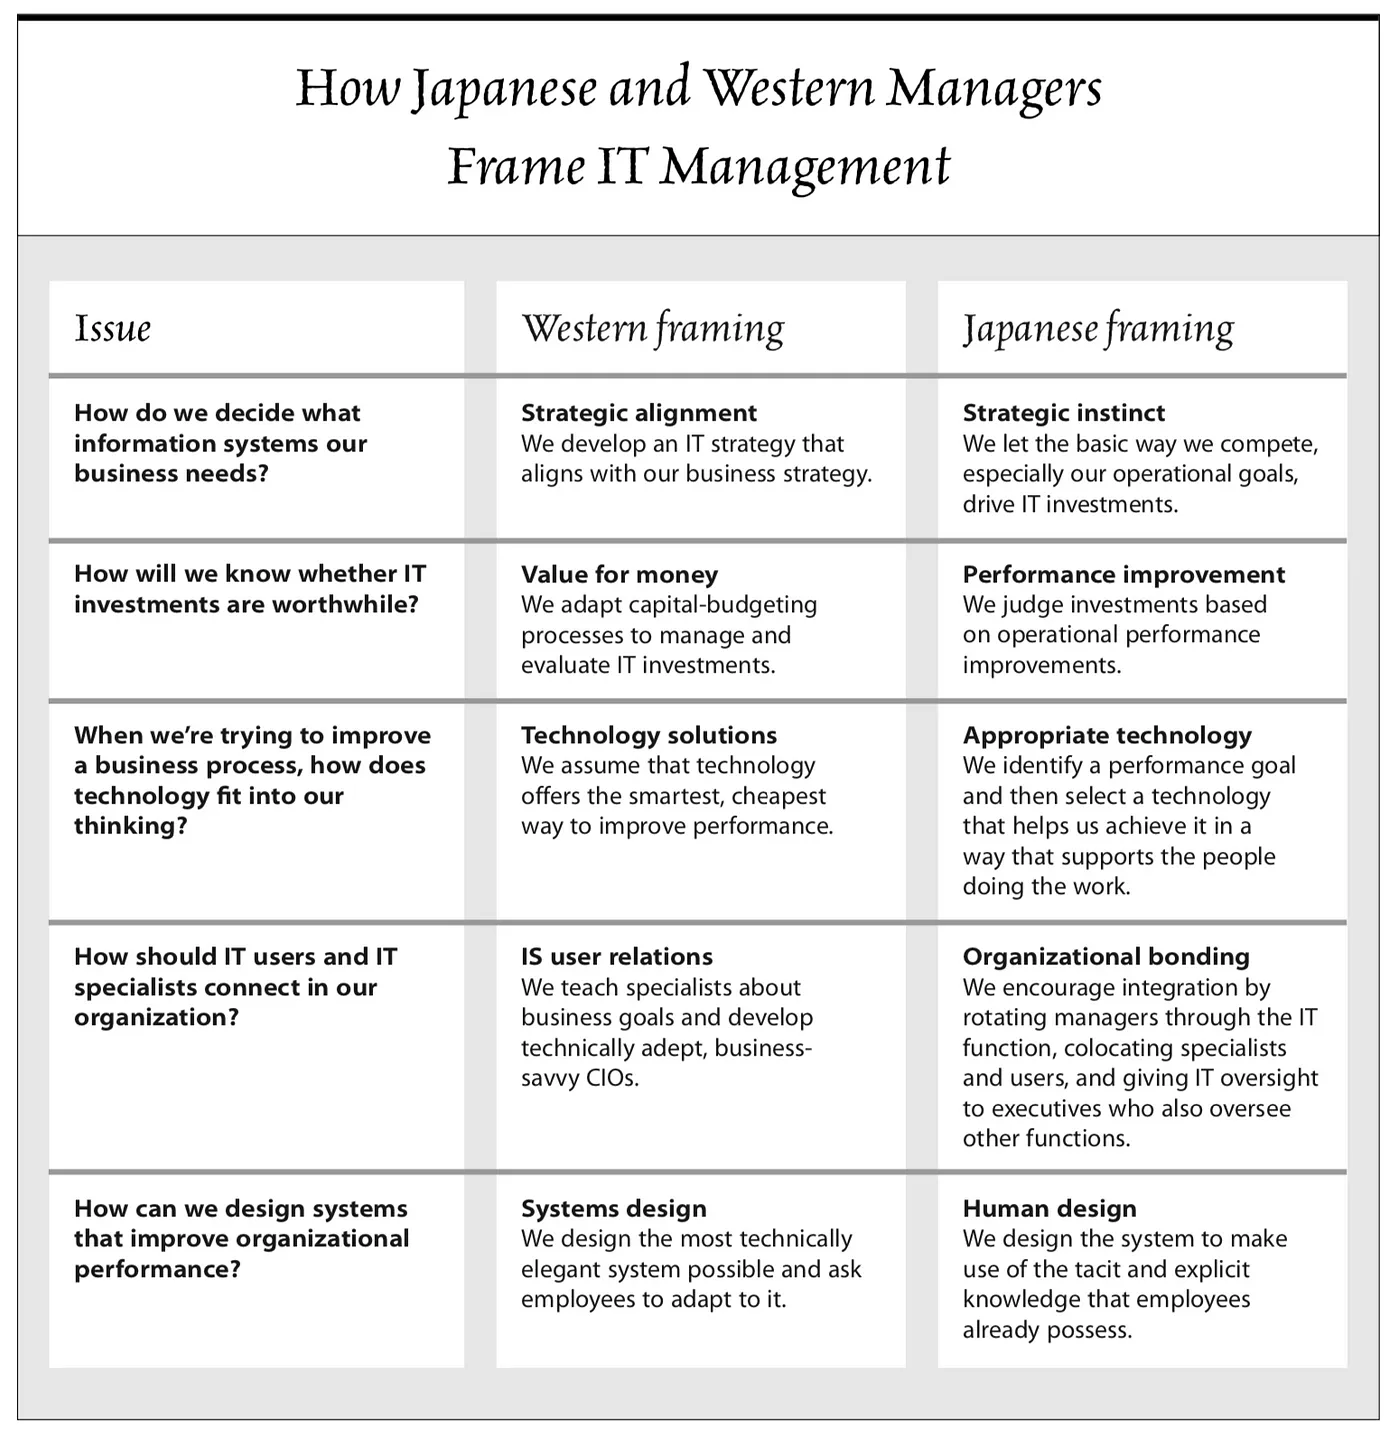 How Japanese and Western Managers
Frame IT Management
Issue
Western framing
Japanese framing
How do we decide what
information systems our
business needs?
Strategic alignment
We develop an IT strategy that
aligns with our business strategy.
Strategic instinct
We let the basic way we compete,
especially our operational goals,
drive IT investments.
How will we know whether IT
investments are worthwhile?
Value for money
We adapt capital-budgeting
processes to manage and
evaluate IT investments.
Performance improvement
We judge investments based
on operational performance
improvements.
When we’re trying to improve
a business process, how does
technology fit into our
thinking?
Technology solutions
We assume that technology
offers the smartest, cheapest
way to improve performance.
Appropriate technology
We identify a performance goal
and then select a technology
that helps us achieve it in a
way that supports the people
doing the work.
How should IT users and IT
specialists connect in our
organization?
IS user relations
We teach specialists about
business goals and develop
technically adept, business-
savvy CIOs.
Organizational bonding
We encourage integration by
rotating managers through the IT
function, colocating specialists
and users, and giving IT oversight
to executives who also oversee
other functions.
How can we design systems
that improve organizational
performance?
Systems design
We design the most technically
elegant system possible and ask
employees to adapt to it.
Human design
We design the system to make
use of the tacit and explicit
knowledge that employees
already possess.